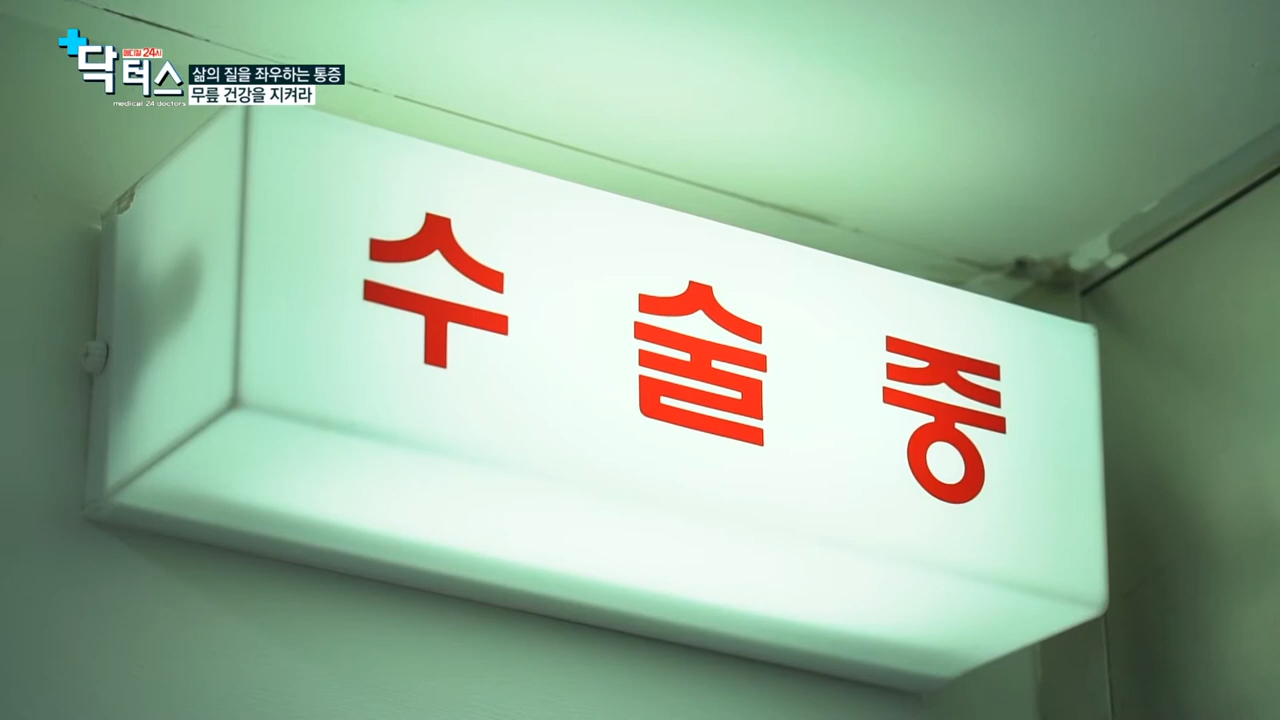 메디컬 24시
닥터스
medical 24 doctors
삶의 질을 좌우하는 통증
무릎 건강을 지켜라
수술중